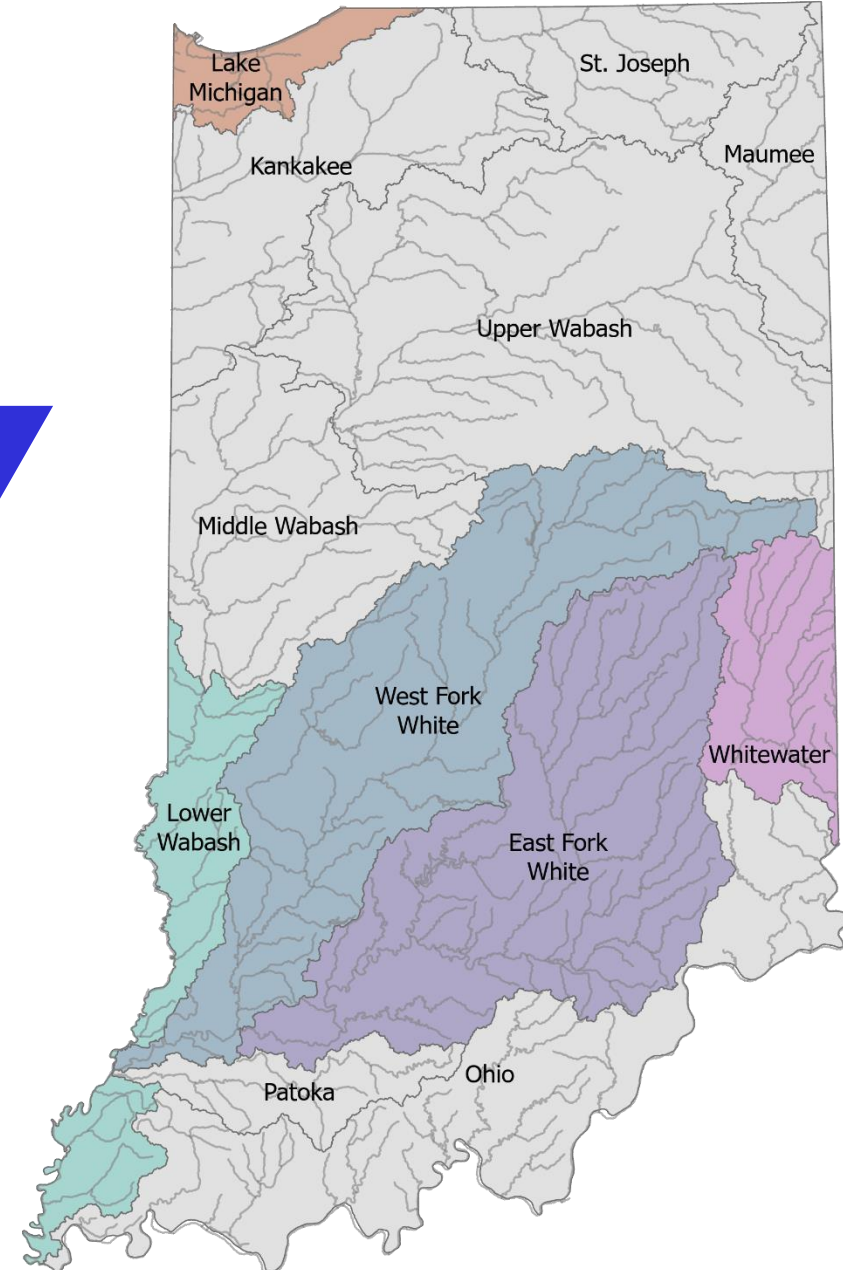 Lake
Michigan
St. Joseph
Maumee
Kankakee
Upper Wabash
Middle Wabash
West Fork
White
Whitewater
Lower
Wabash
East Fork
White
Ohio
Patoka